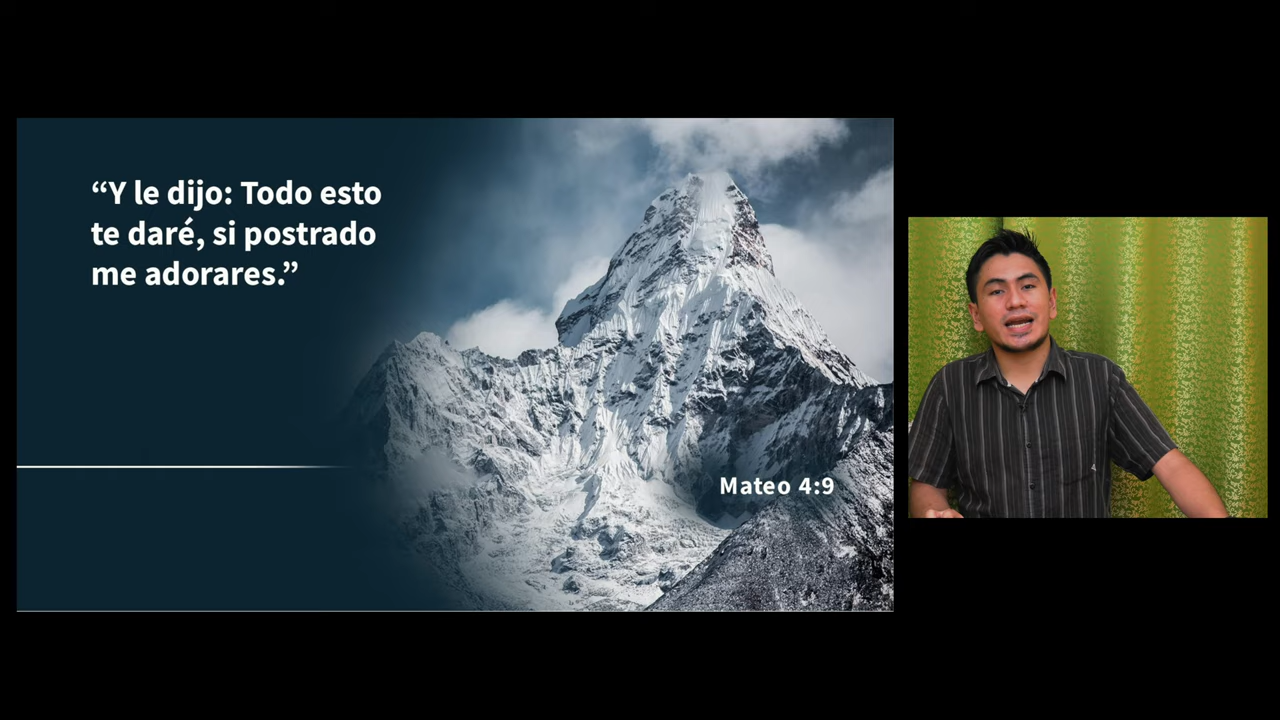 “Y le dijo: Todo esto
te daré, si postrado
me adorares.”
Mateo 4:9